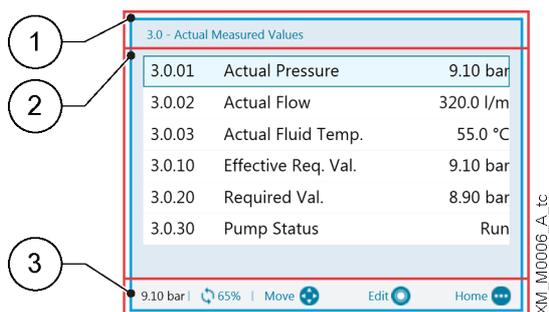 1
3.0 - Actual Measured Values
2
3.0.01 Actual Pressure 9.10 bar
3.0.02 Actual Flow 320.0 l/m
3.0.03 Actual Fluid Temp. 55.0 °C
3.0.10 Effective Req. Val. 9.10 bar
3.0.20 Required Val. 8.90 bar
3.0.30 Pump Status Run
3
9.10 bar | 65% | Move Edit Home
XM_M0006_A_tc